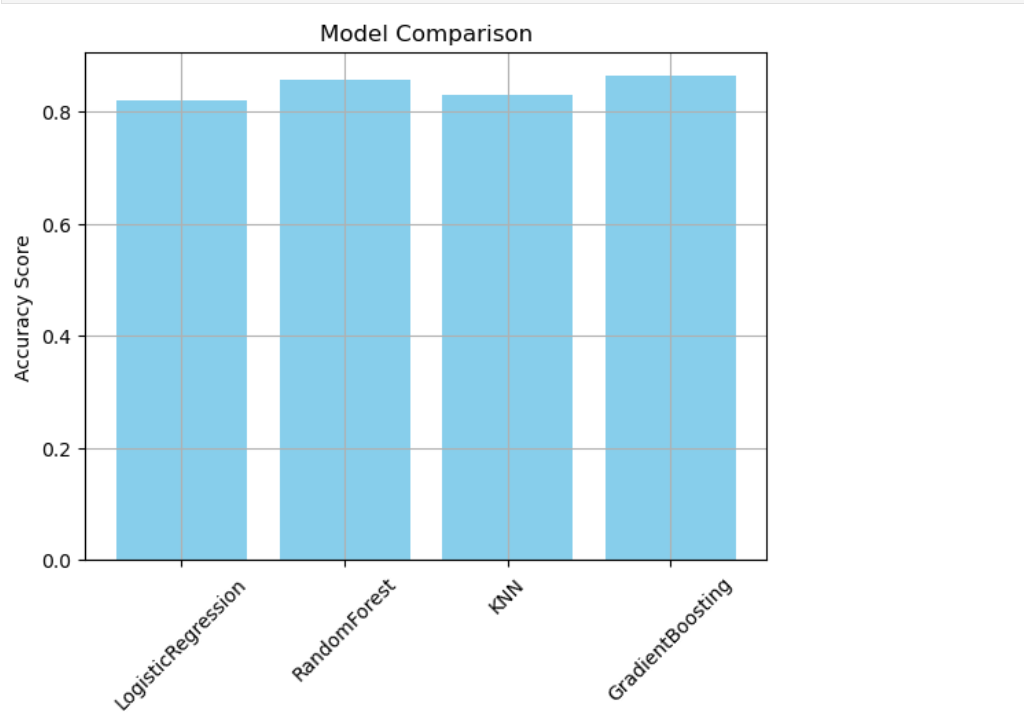 Model Comparison
Accuracy Score
0.8
0.6
0.4
0.2
0.0
LogisticRegression
RandomForest
KNN
GradientBoosting